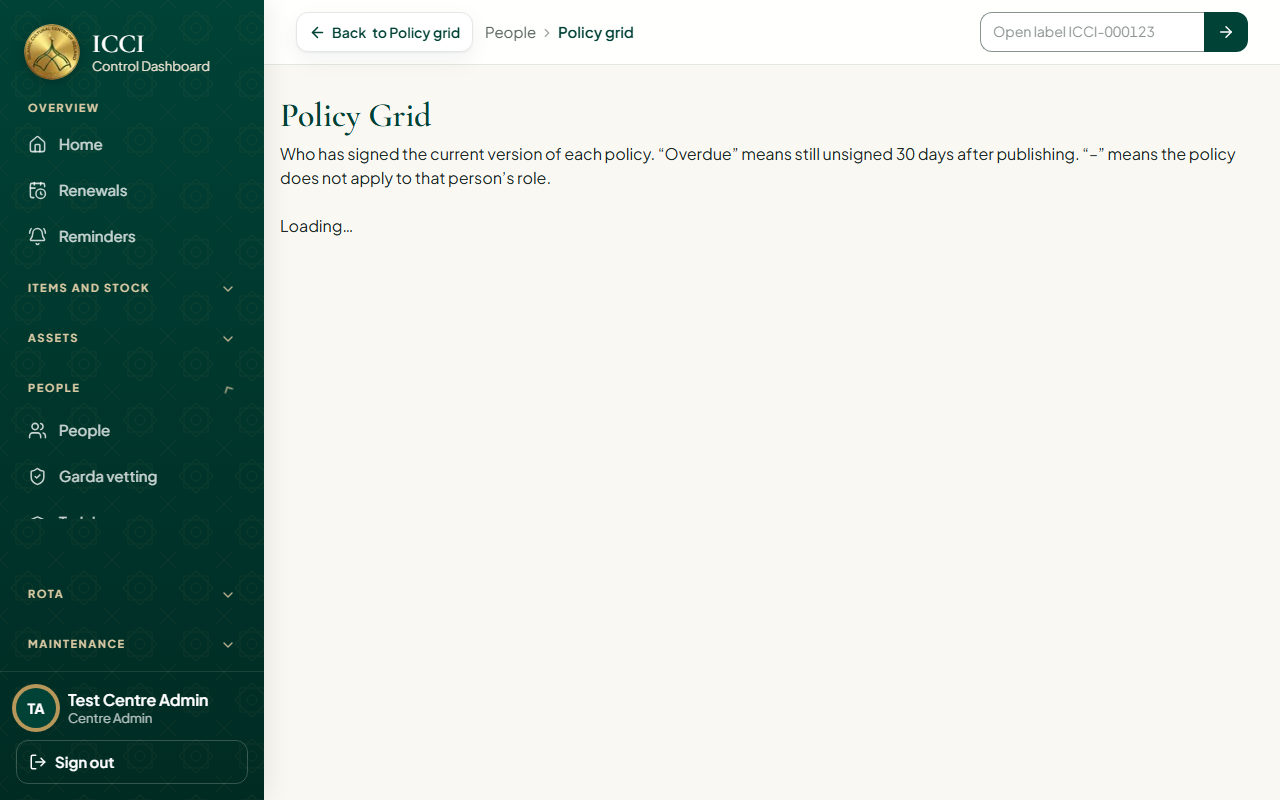 ICCI
Control Dashboard
OVERVIEW
Home
Renewals
Reminders
ITEMS AND STOCK
ASSETS
PEOPLE
People
Garda vetting
ROTA
MAINTENANCE
TA
Test Centre Admin
Centre Admin
Sign out
Back to Policy grid
People
Policy grid
Open label ICCI-000123
Policy Grid
Who has signed the current version of each policy. “Overdue” means still unsigned 30 days after publishing. “–” means the policy
does not apply to that person’s role.
Loading…